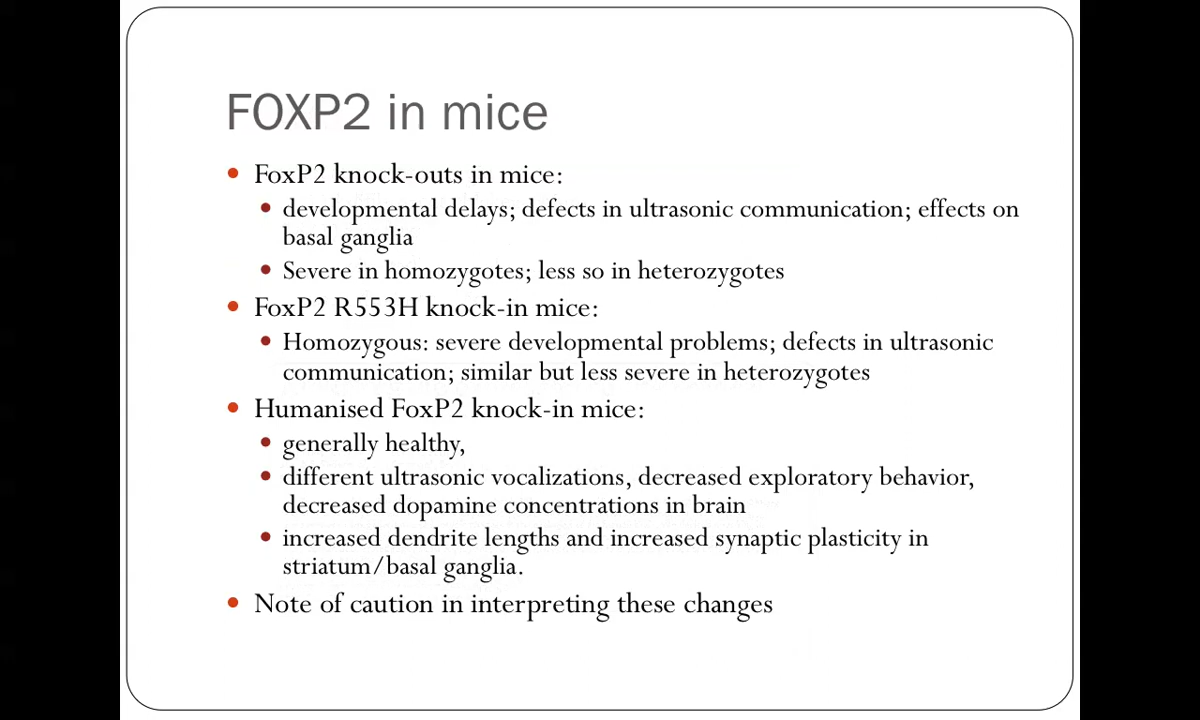 FOXP2 in mice
• FoxP2 knock-outs in mice:
• developmental delays; defects in ultrasonic communication; effects on
basal ganglia
• Severe in homozygotes; less so in heterozygotes
• FoxP2 R553H knock-in mice:
• Homozygous: severe developmental problems; defects in ultrasonic
communication; similar but less severe in heterozygotes
• Humanised FoxP2 knock-in mice:
• generally healthy,
• different ultrasonic vocalizations, decreased exploratory behavior,
decreased dopamine concentrations in brain
• increased dendrite lengths and increased synaptic plasticity in
striatum/basal ganglia.
• Note of caution in interpreting these changes